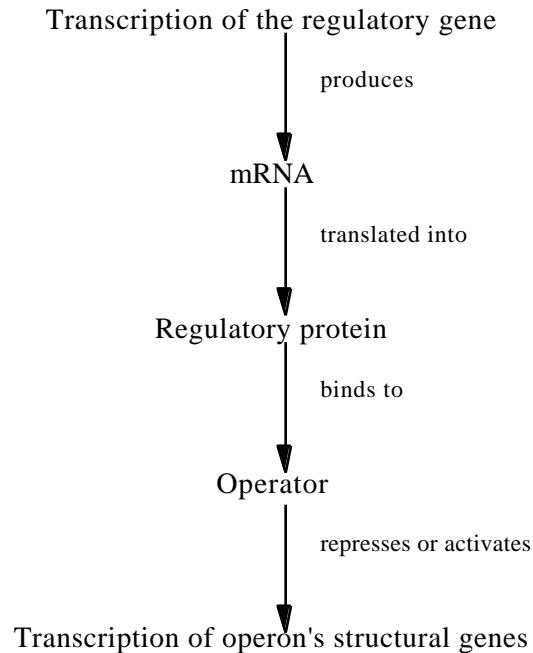 Transcription of the regulatory gene
produces
mRNA
translated into
Regulatory protein
binds to
Operator
represses or activates
Transcription of operon's structural genes